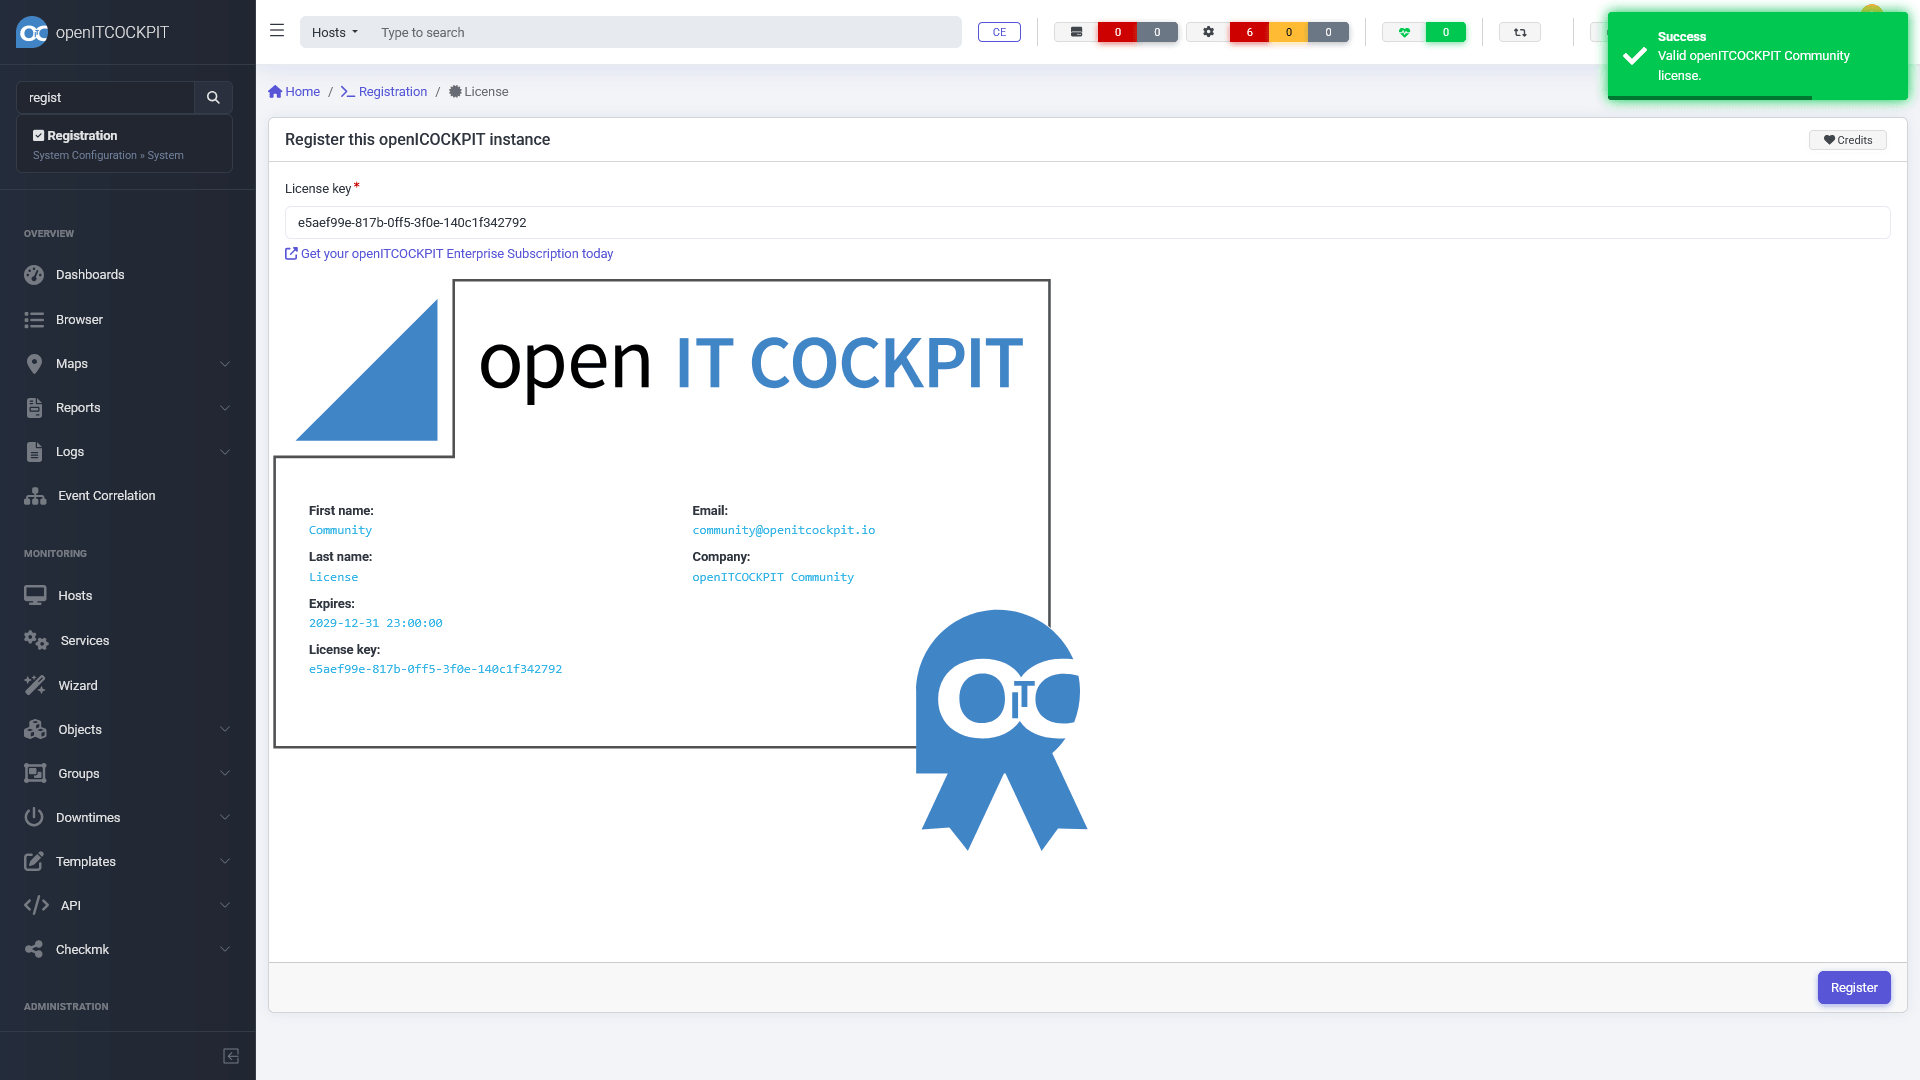 openITCOCKPIT
Hosts
Type to search
CE
0
0
6
0
0
0
Success
Valid openITCOCKPIT Community
license.
regist
Registration
System Configuration » System
Home / Registration / License
Register this openICOCKPIT instance
Credits
License key*
e5aef99e-817b-0ff5-3f0e-140c1f342792
Get your openITCOCKPIT Enterprise Subscription today
open IT COCKPIT
First name:
Community
Last name:
License
Expires:
2029-12-31 23:00:00
License key:
e5aef99e-817b-0ff5-3f0e-140c1f342792
Email:
community@openitcockpit.io
Company:
openITCOCKPIT Community
OITC
Register
OVERVIEW
Dashboards
Browser
Maps
Reports
Logs
Event Correlation
MONITORING
Hosts
Services
Wizard
Objects
Groups
Downtimes
Templates
API
Checkmk
ADMINISTRATION